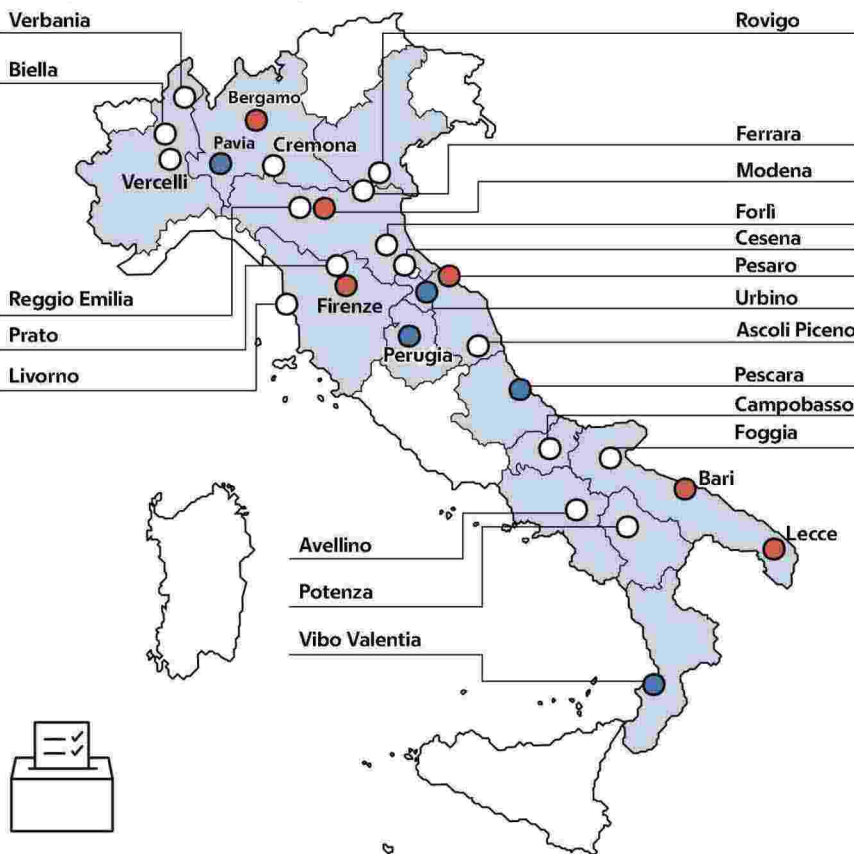 Verbania
Rovigo
Biella
Bergamo
Ferrara
Pavia
Cremona
Modena
Vercelli
Forlì
Cesena
Pesaro
Reggio Emilia
Firenze
Urbino
Prato
Ascoli Piceno
Perugia
Livorno
Pescara
Campobasso
Foggia
Bari
Lecce
Avellino
Potenza
Vibo Valentia